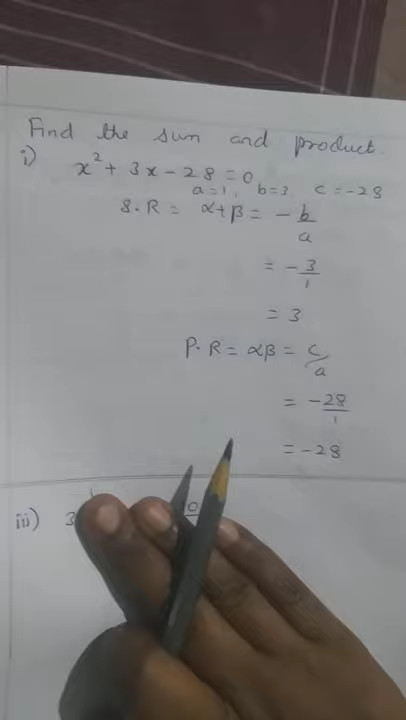 Find the sum and product.
i) x² + 3x - 28 = 0
a = 1, b = 3 c = -28
S.R = α+β = - b/a
= - 3/1
= 3
P.R = αβ = c/a
= - 28/1
= -28
iii) 3